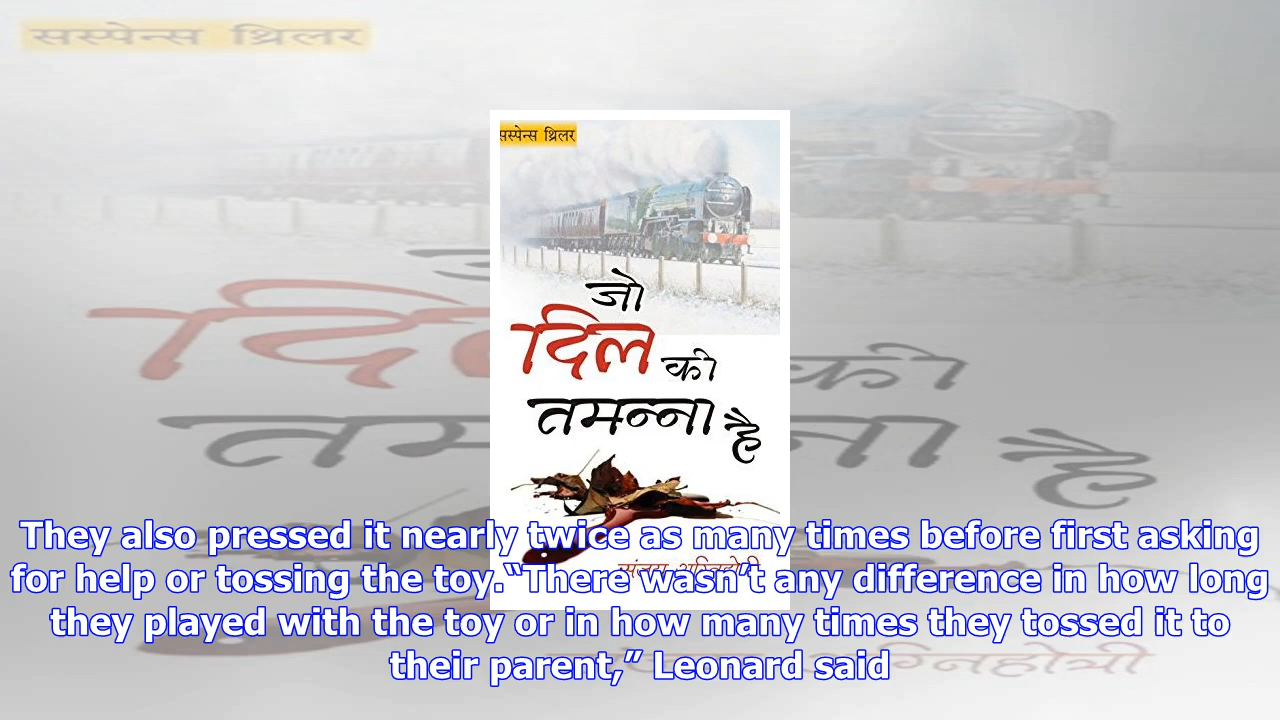 सस्पेन्स थ्रिलर
सस्पेन्स थ्रिलर
जो
दिल की
तमन्ना है
They also pressed it nearly twice as many times before first asking
for help or tossing the toy.“There wasn’t any difference in how long
they played with the toy or in how many times they tossed it to
their parent,” Leonard said
अग्निहोत्री